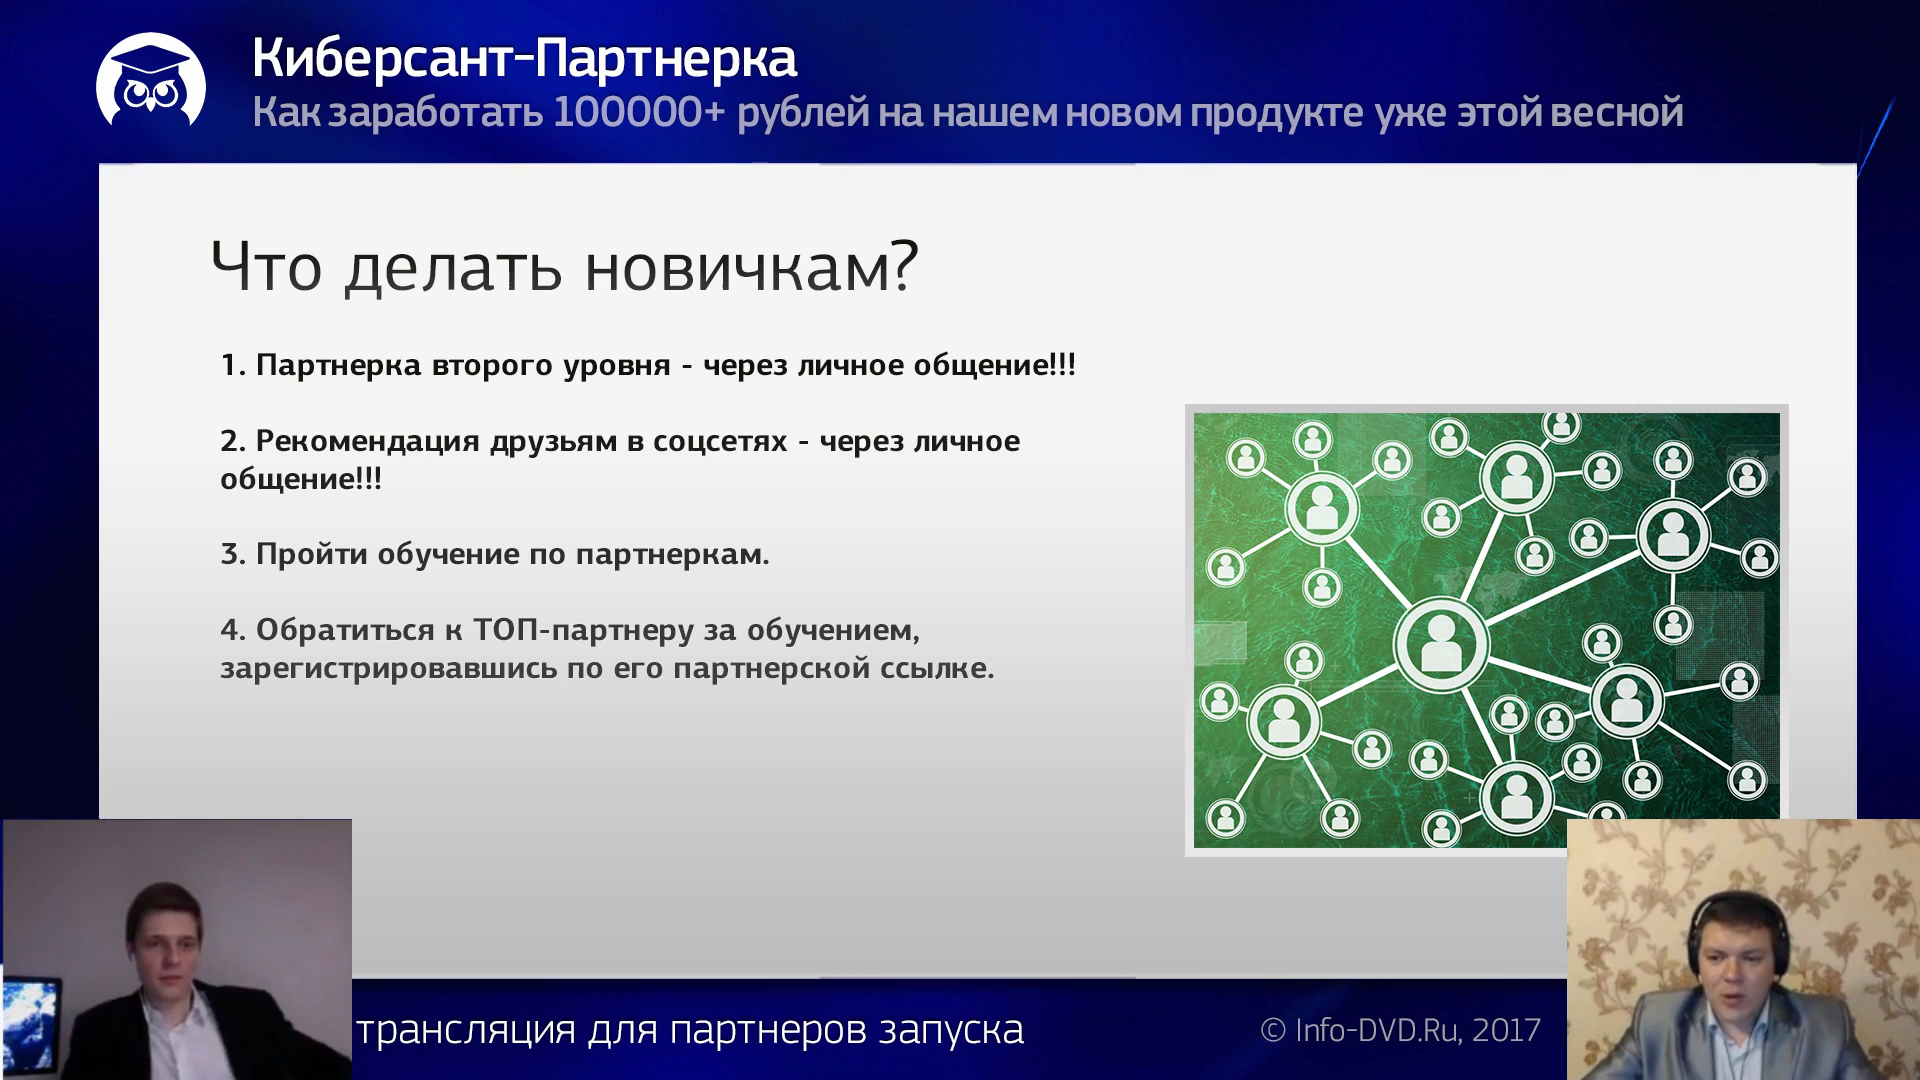 Киберсант-Партнерка
Как заработать 100000+ рублей на нашем новом продукте уже этой весной
Что делать новичкам?
1. Партнерка второго уровня - через личное общение!!!
2. Рекомендация друзьям в соцсетях - через личное
общение!!!
3. Пройти обучение по партнеркам.
4. Обратиться к ТОП-партнеру за обучением,
зарегистрировавшись по его партнерской ссылке.
трансляция для партнеров запуска
© Info-DVD.Ru, 2017